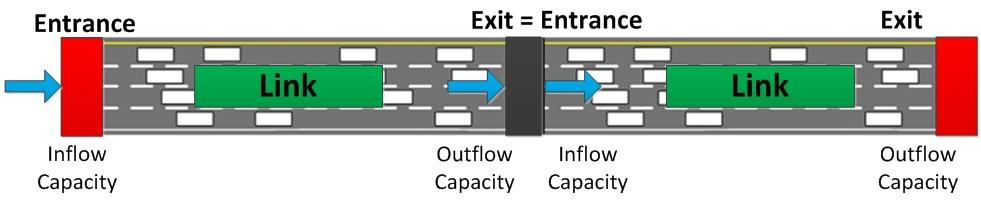 Entrance
Exit = Entrance
Exit
Link
Link
Inflow
Capacity
Outflow
Capacity
Inflow
Capacity
Outflow
Capacity